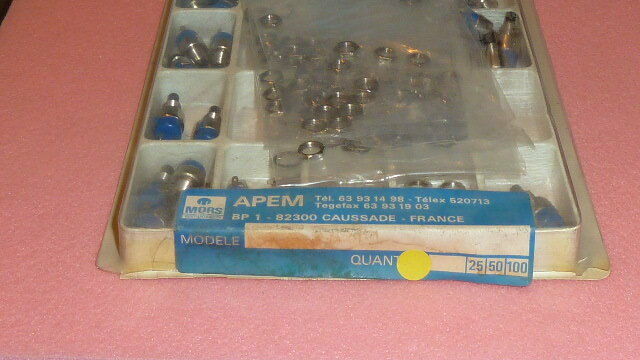 MORS
APEM
Tél. 63 93 14 98 - Télex 520713
Tegefax 63 93 19 03
BP 1 - 82300 CAUSSADE - FRANCE
MODELE
QUANT
25 50 100